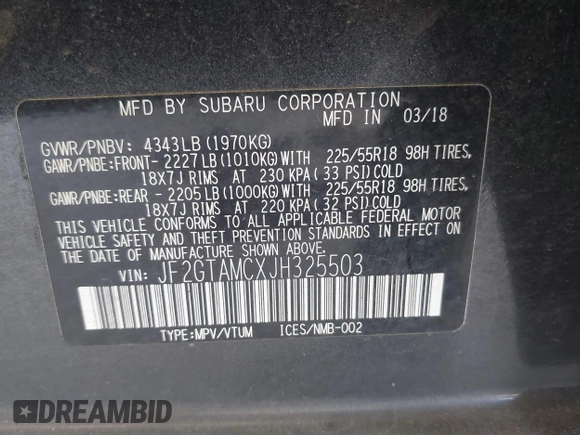 MFD BY SUBARU CORPORATION
MFD IN 03/18
GVWR/PNBV: 4343LB (1970KG)
GAWR/PNBE:FRONT- 2227LB (1010KG)WITH 225/55R18 98H TIRES,
18X7J RIMS AT 230 KPA ( 33 PSI)COLD
GAWR/PNBE:REAR - 2205LB (1000KG)WITH 225/55R18 98H TIRES,
18X7J RIMS AT 220 KPA ( 32 PSI)COLD
THIS VEHICLE CONFORMS TO ALL APPLICABLE FEDERAL MOTOR
VEHICLE SAFETY AND THEFT PREVENTION STANDARDS IN EFFECT ON
THE DATE OF MANUFACTURE SHOWN ABOVE.
VIN: JF2GTAMCXJH325503
TYPE:MPV/VTUM ICES/NMB-002
DREAMBID